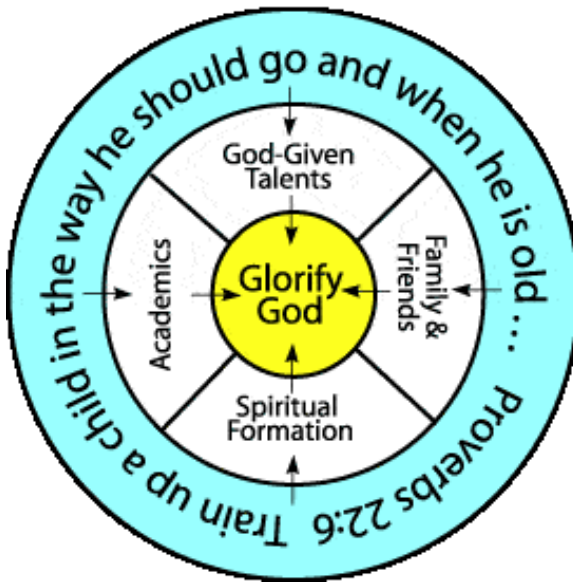 Train up a child in the way he should go and when he is old ... Proverbs 22:6
God-Given
Talents
Academics
Glorify
God
Family &
Friends
Spiritual
Formation